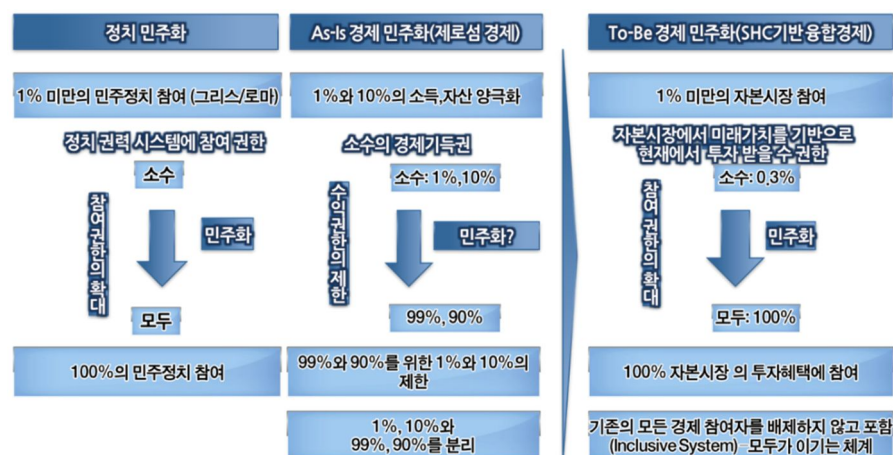 정치 민주화
1% 미만의 민주정치 참여 (그리스/로마)
정치 권력 시스템에 참여 권한
소수
참여권한의 확대
민주화
모두
100%의 민주정치 참여
As-Is 경제 민주화(제로섬 경제)
1%와 10%의 소득,자산 양극화
소수의 경제기득권
소수: 1%,10%
수익권한의 제한
민주화?
99%, 90%
99%와 90%를 위한 1%와 10%의
제한
1%, 10%와
99%, 90%를 분리
To-Be 경제 민주화(SHC기반 융합경제)
1% 미만의 자본시장 참여
자본시장에서 미래가치를 기반으로
현재에서 투자 받을 수 권한
소수: 0.3%
참여권한의 확대
민주화
모두: 100%
100% 자본시장 의 투자혜택에 참여
기존의 모든 경제 참여자를 배제하지 않고 포함
(Inclusive System) -모두가 이기는 체계